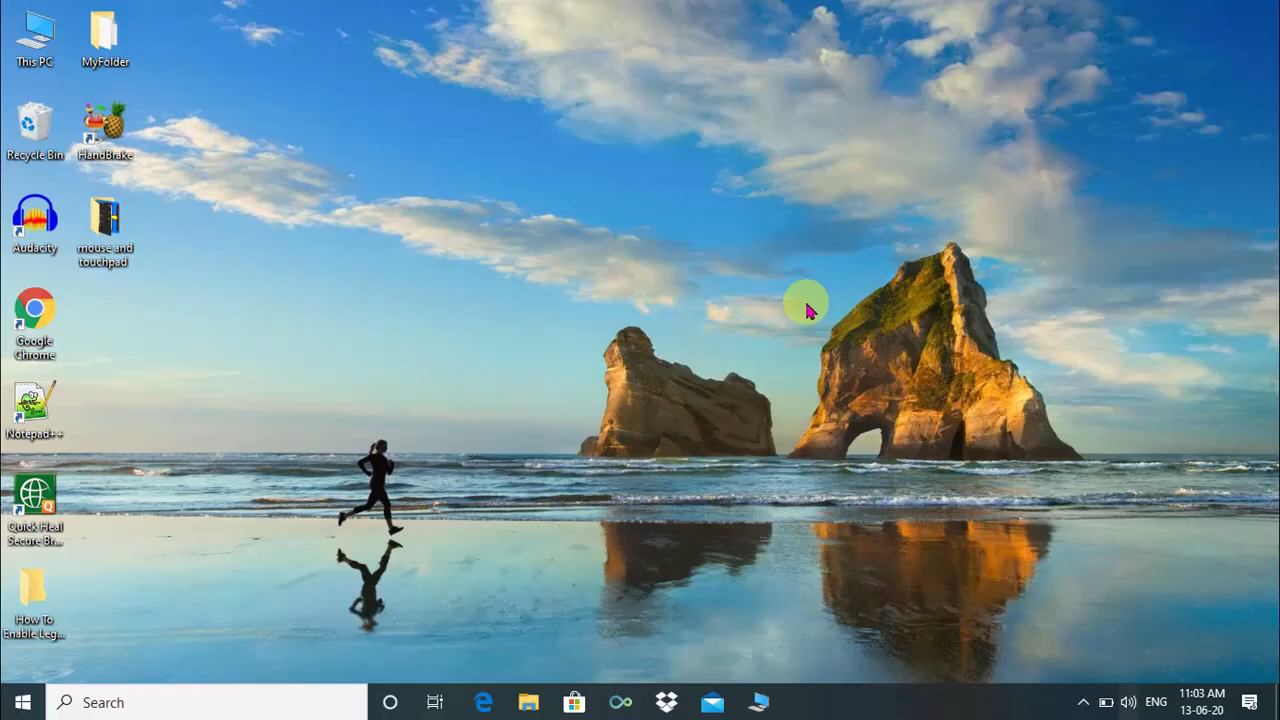 This PC
MyFolder
Recycle Bin
HandBrake
Audacity
mouse and
touchpad
Google
Chrome
Notepad++
Quick Heal
Secure Br...
How To
Enable Leg...
Search
ENG
11:03 AM
13-06-20